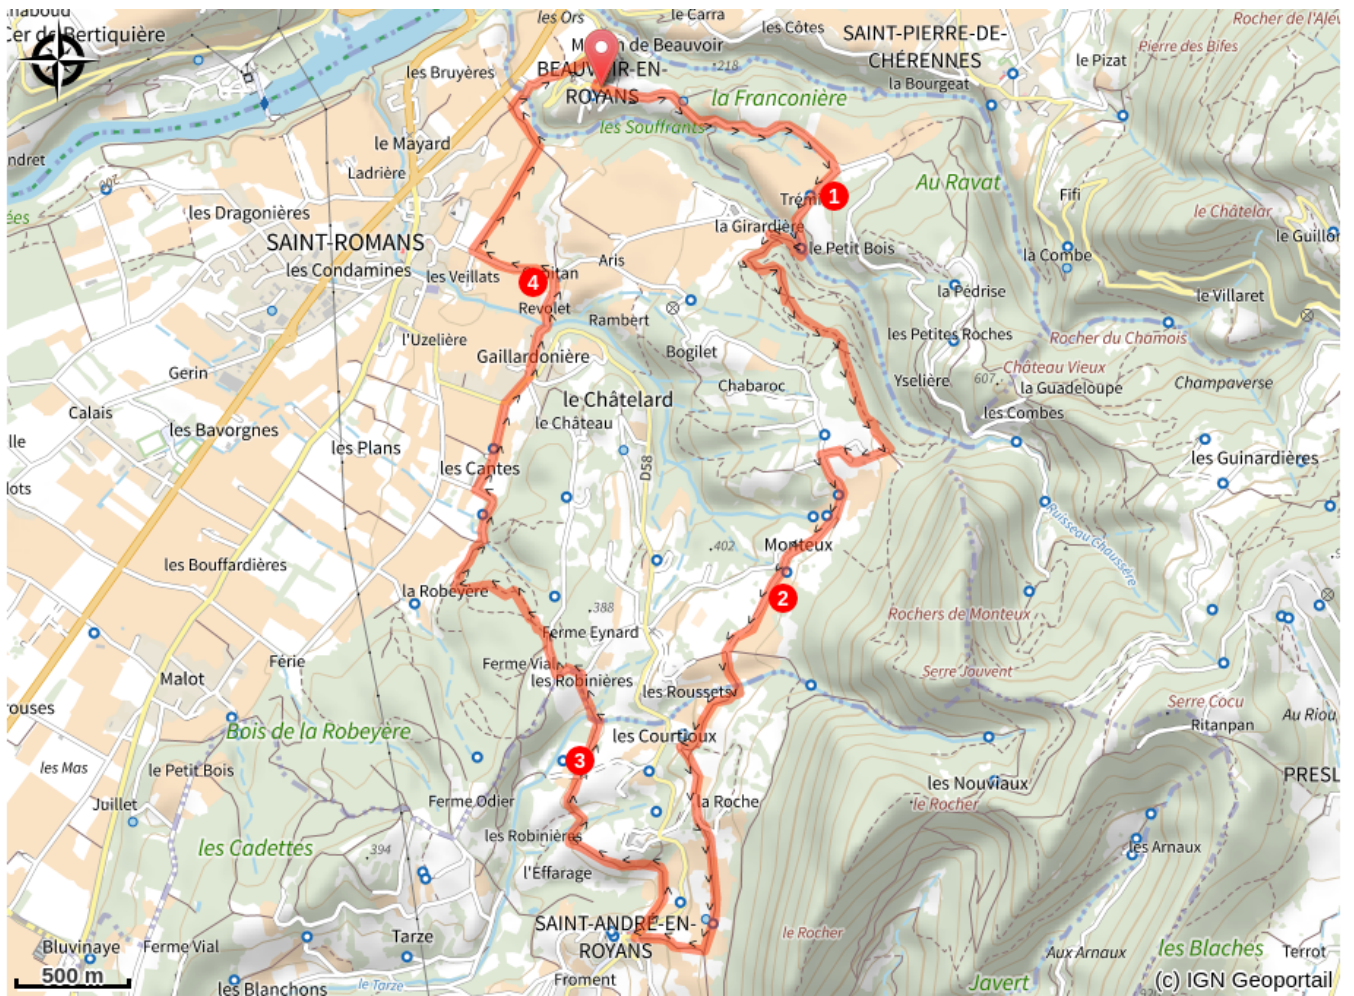 les Ors
le Carra
les Côtes
SAINT-PIERRE-DE-
CHÉRENNES
Rocher de l'Alev
Pierre des Bifes
le Pizat
les Bruyères
la Bourgeat
218
la Franconière
les Souffrants
ROYANS
le Mayard
Ladrière
ndret
200
les Dragonières
SAINT-ROMANS
les Condamines
les Veillats
Au Ravat
Fifi
le Châtelar
1
la Girardière
le Petit Bois
la Combe
le Guillor
Aris
4
Revolet
Rambert
la Pédrise
le Villaret
l'Uzelière
Gaillardonière
Bogilet
les Petites Roches
Rocher du Chamois
Gerin
Chabaroc
Yselière
607
Château Vieux
la Guadeloupe
Champaverse
Calais
le Châtelard
le Château
les Combes
les Bavorgnes
les Plans
les Cantes
lle
lots
D58
les Guinardières
Ruisseau Chaussère
402
Monteux
les Bouffardières
la Robeyère
388
2
Rochers de Monteux
Ferme Eynard
Férie
Ferme Vial
les Robinières
Malot
les Roussets
Serre Jouvent
Serre Cocu
Ritanpan
Au Riou
rouses
Bois de la Robeyère
les Courtioux
3
les Mas
le Petit Bois
Juillet
Ferme Odier
la Roche
les Nouviaux
le Rocher
PRESL
les Robinières
les Cadettes
394
l'Effarage
les Arnaux
SAINT-ANDRÉ-EN-
ROYANS
Tarze
Bluvinaye
Ferme Vial
le Rocher
Aux Arnaux
les Blaches
Terrot
500 m
les Blanchons
le Tarze
Froment
Javert
(c) IGN Geoportail